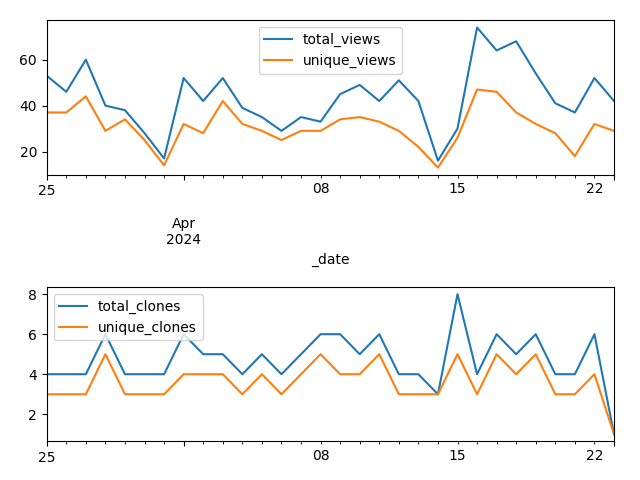 total_views
unique_views
60
40
20
25
08
15
22
Apr
2024
_date
total_clones
unique_clones
8
6
4
2
25
08
15
22